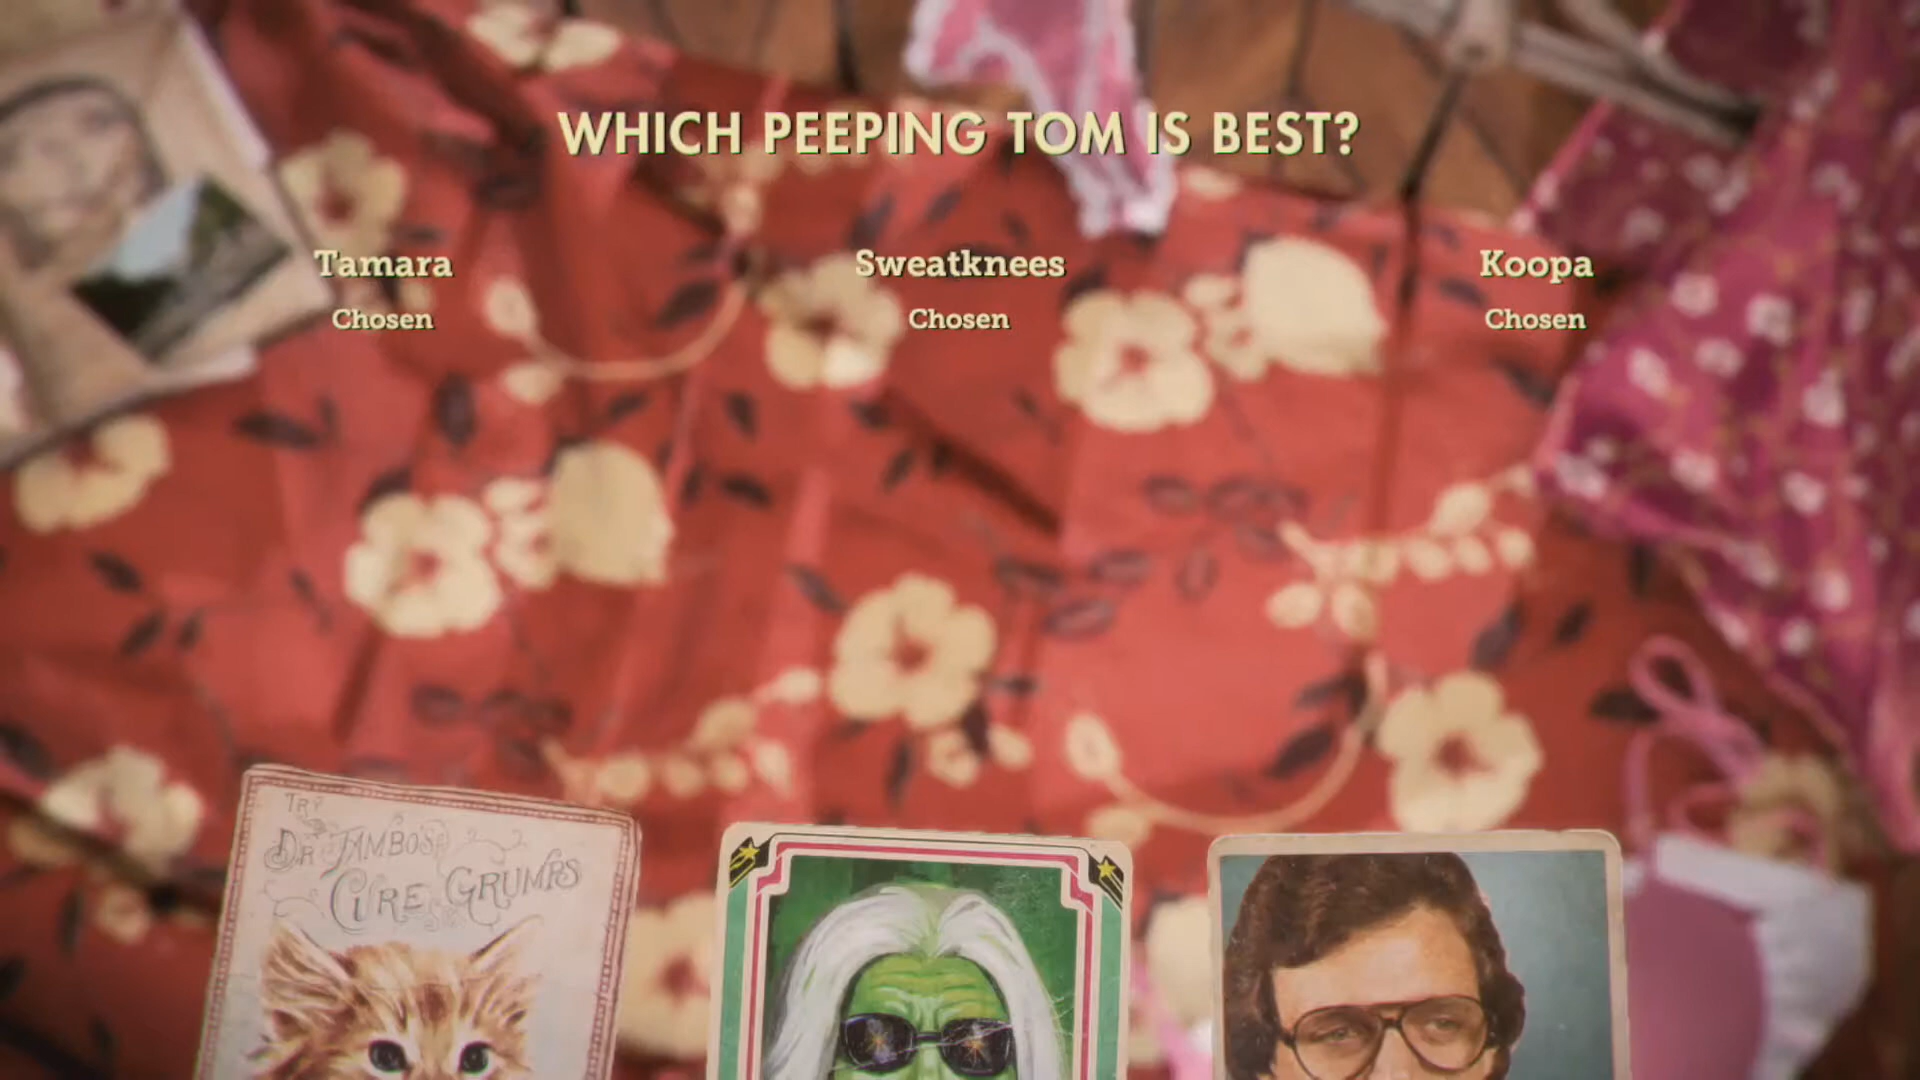 WHICH PEEPING TOM IS BEST?
Tamara
Sweatknees
Koopa
Chosen
Chosen
Chosen
TRY
DR JAMBO'S
CURE GRUMPS